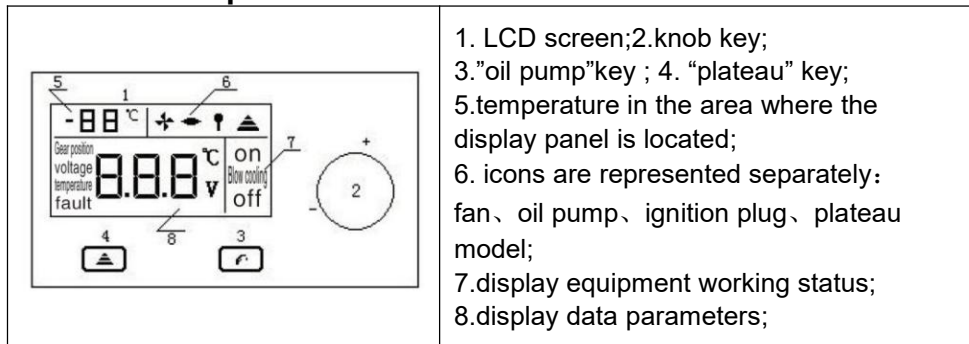 5
6
1
-88 ℃
Gear position
voltage
temperature
fault
8.8.8
℃
V
on
Blow cooling
off
7
+
2
-
4
8
3
1. LCD screen;2.knob key;
3.”oil pump”key ; 4. “plateau” key;
5.temperature in the area where the
display panel is located;
6. icons are represented separately：
fan、oil pump、ignition plug、plateau
model;
7.display equipment working status;
8.display data parameters;